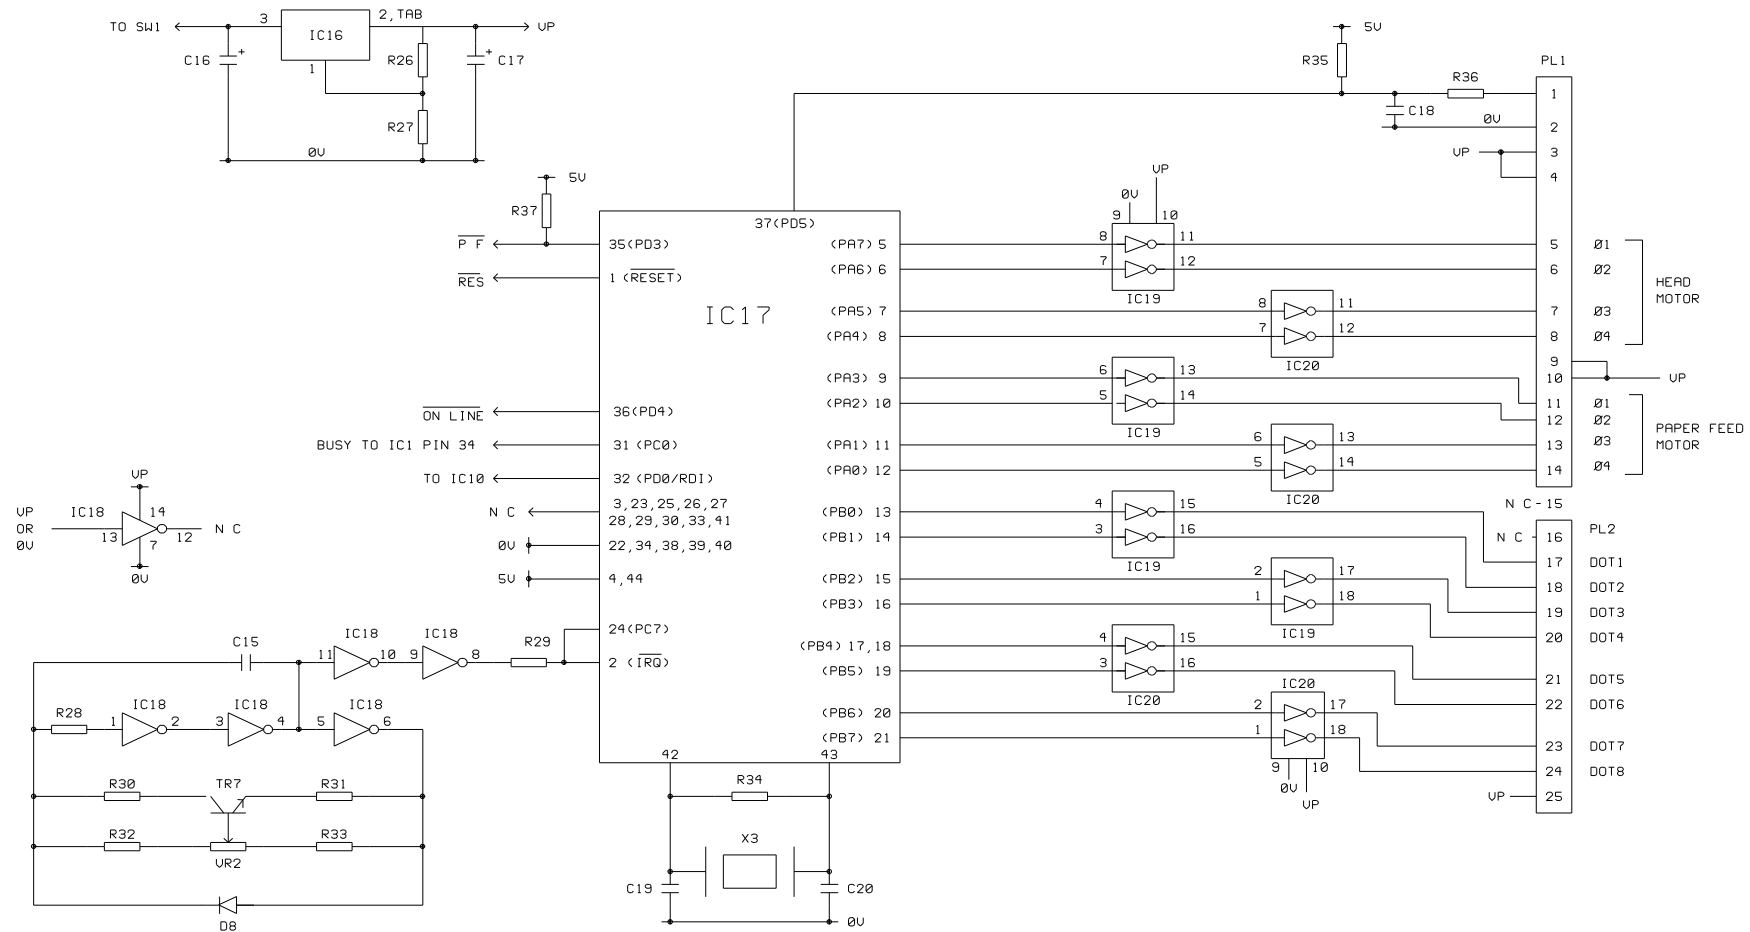 TO SW1
3
IC16
2,TAB
VP
C16
+
1
R26
+
C17
R27
0V
5V
R35
PL1
R36
1
C18
0V
2
VP
3
4
5V
R37
37(PD5)
0V
VP
9
10
P F
35(PD3)
(PA7) 5
8
11
5
Ø1
RES
1 (RESET)
(PA6) 6
7
12
6
Ø2
IC19
HEAD
MOTOR
IC17
(PA5) 7
8
11
7
Ø3
(PA4) 8
7
12
8
Ø4
IC20
9
(PA3) 9
6
13
10
VP
ON LINE
36(PD4)
(PA2) 10
5
14
11
Ø1
12
Ø2
IC19
PAPER FEED
MOTOR
BUSY TO IC1 PIN 34
31 (PC0)
(PA1) 11
6
13
13
Ø3
TO IC10
32 (PD0/RDI)
(PA0) 12
5
14
14
Ø4
IC20
N C
3,23,25,26,27
28,29,30,33,41
(PB0) 13
4
15
N C-15
PL2
0V
22,34,38,39,40
(PB1) 14
3
16
N C - 16
IC19
17
DOT1
5V
4,44
(PB2) 15
2
17
18
DOT2
(PB3) 16
1
18
19
DOT3
IC19
20
DOT4
VP
OR
0V
IC18
VP
14
13
7
12
N C
0V
24(PC7)
(PB4) 17,18
4
15
21
DOT5
2 (IRQ)
(PB5) 19
3
16
22
DOT6
IC20
IC20
(PB6) 20
2
17
23
DOT7
(PB7) 21
1
18
24
DOT8
9
10
0V
VP
VP
25
C15
IC18
11
10
IC18
9
8
R29
R28
1
IC18
2
3
IC18
4
5
IC18
6
R30
TR7
R31
R32
VR2
R33
D8
42
43
R34
X3
C19
C20
0V